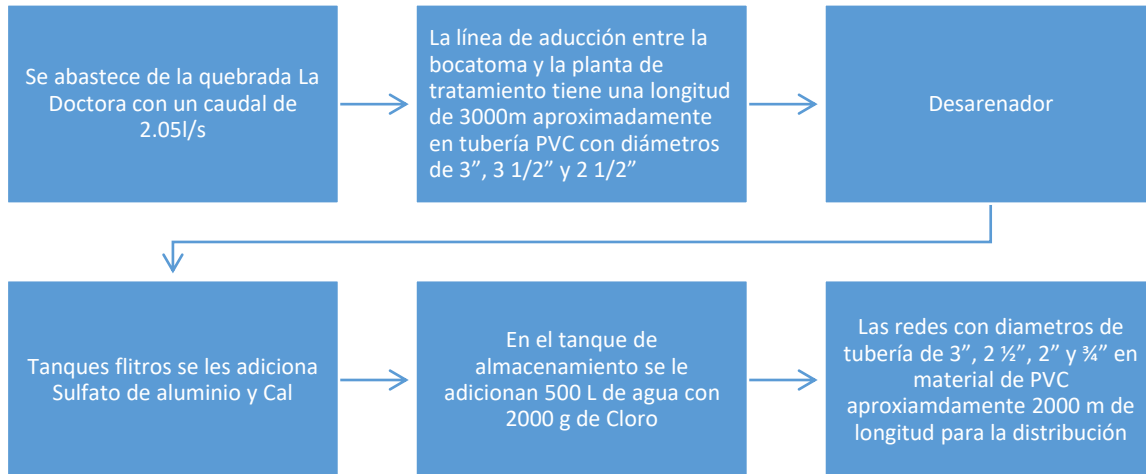 Se abastece de la quebrada La
Doctora con un caudal de
2.05l/s
La línea de aducción entre la
bocatoma y la planta de
tratamiento tiene una longitud
de 3000m aproximadamente
en tubería PVC con diámetros
de 3”, 3 1/2” y 2 1/2”
Desarenador
Tanques flitros se les adiciona
Sulfato de aluminio y Cal
En el tanque de
almacenamiento se le
adicionan 500 L de agua con
2000 g de Cloro
Las redes con diametros de
tubería de 3”, 2 ½”, 2” y ¾” en
material de PVC
aproxiamdamente 2000 m de
longitud para la distribución